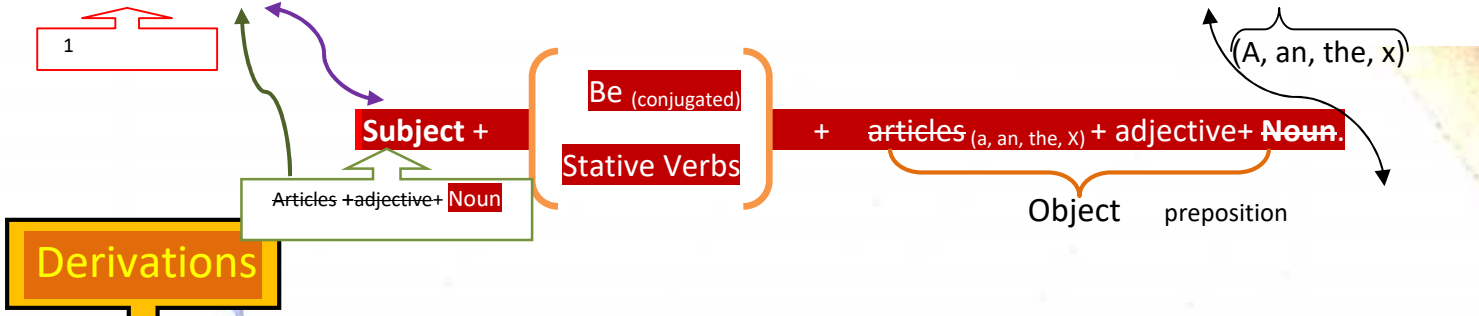 1
(A, an, the, x)
Be (conjugated)
Subject + + articles (a, an, the, X) + adjective+ Noun.
Stative Verbs
Articles +adjective+ Noun
Object preposition
Derivations